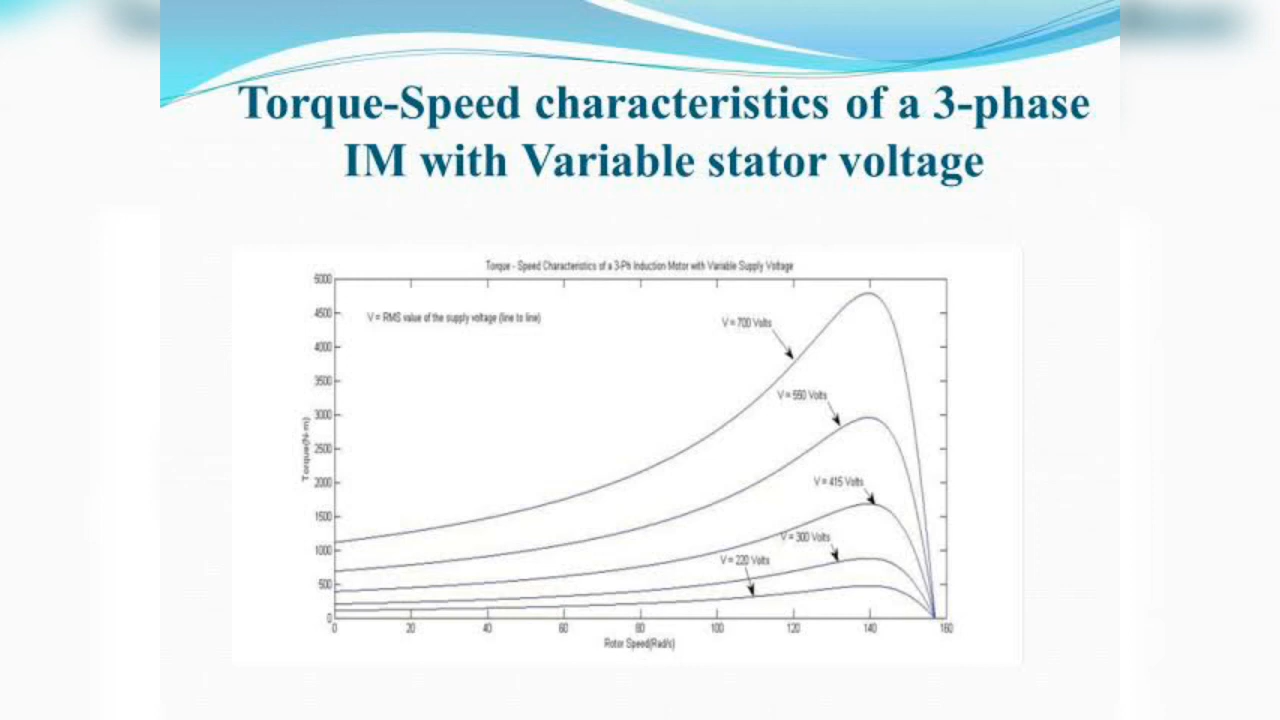 Torque-Speed characteristics of a 3-phase
IM with Variable stator voltage
Torque - Speed Characteristics of a 3-Ph Induction Motor with Variable Supply Voltage
V = RMS value of the supply voltage (line to line)
V = 700 Volts
V = 550 Volts
V = 415 Volts
V = 300 Volts
V = 220 Volts
Torque(N-m)
5000
4500
4000
3500
3000
2500
2000
1500
1000
500
0
0 20 40 60 80 100 120 140 160
Rotor Speed(Rad/s)